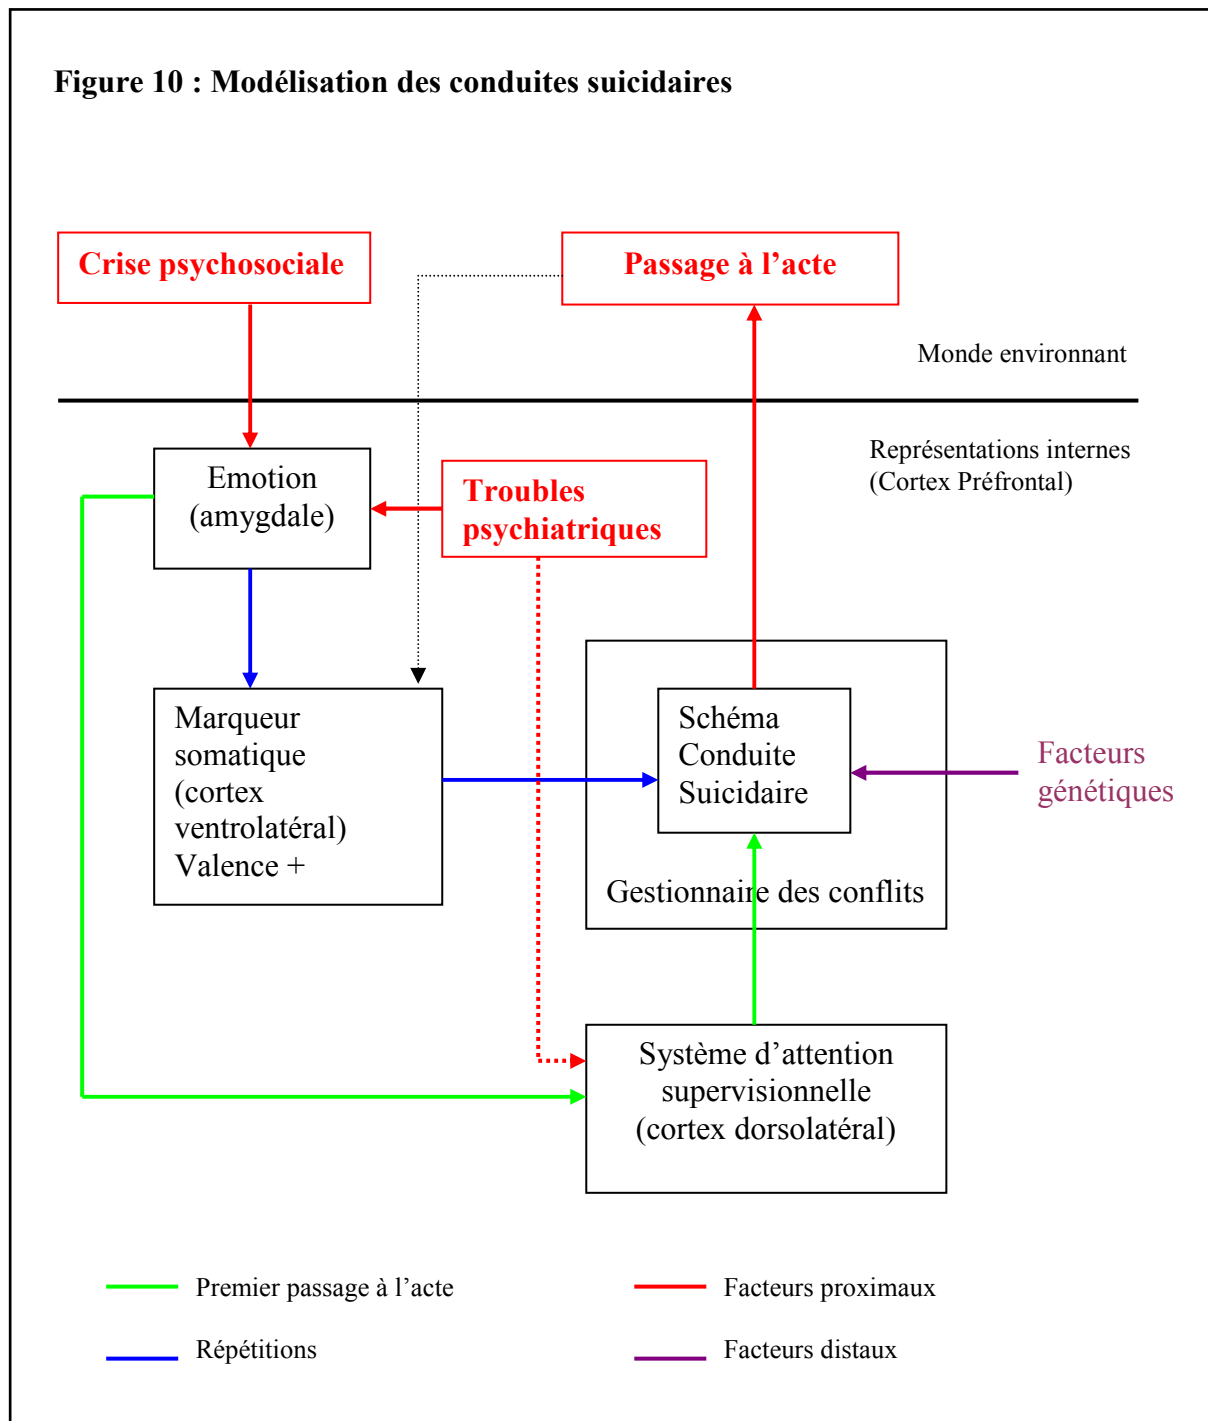 Figure 10 : Modélisation des conduites suicidaires
Crise psychosociale
Passage à l’acte
Monde environnant
Représentations internes
(Cortex Préfrontal)
Emotion
(amygdale)
Troubles
psychiatriques
Marqueur
somatique
(cortex
ventrolatéral)
Valence +
Schéma
Conduite
Suicidaire
Facteurs
génétiques
Gestionnaire des conflits
Système d’attention
supervisionnelle
(cortex dorsolatéral)
Premier passage à l’acte
Facteurs proximaux
Répétitions
Facteurs distaux